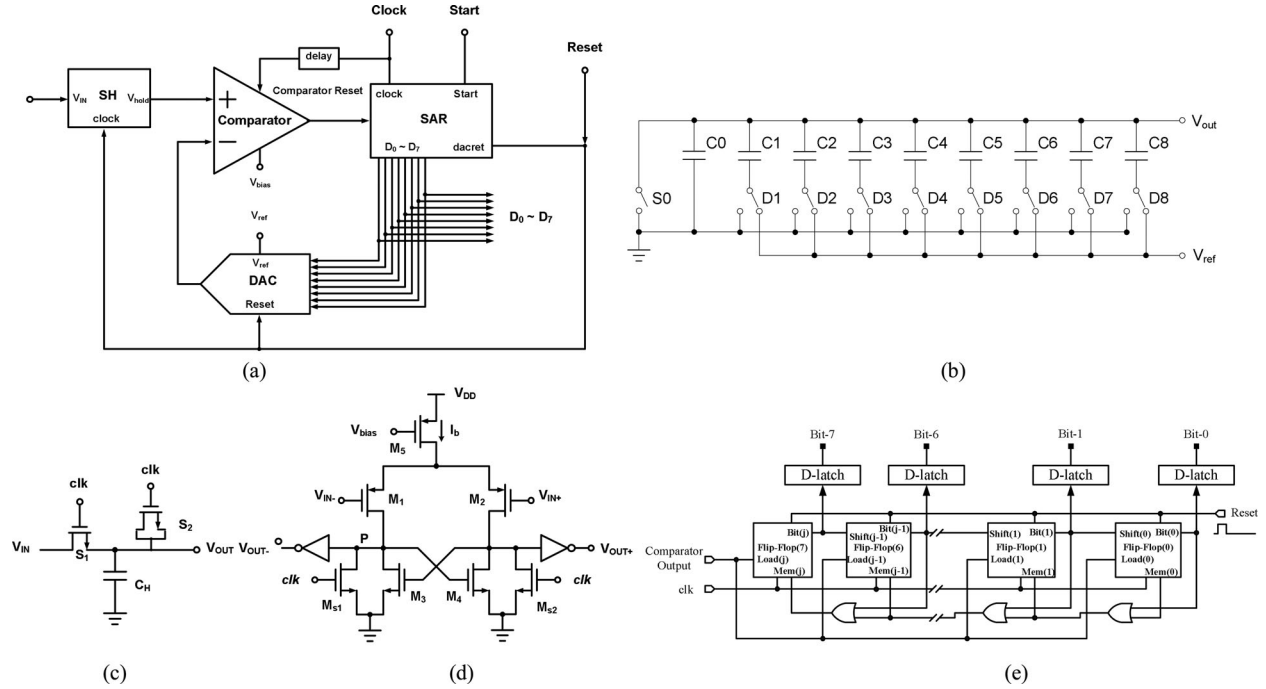 Clock
Start
Reset
delay
SH
V_IN
V_hold
clock
Comparator Reset
clock
Start
Comparator
SAR
D_0 ~ D_7
dacret
V_bias
V_ref
D_0 ~ D_7
V_ref
DAC
Reset
(a)
V_out
C0 C1 C2 C3 C4 C5 C6 C7 C8
S0 D1 D2 D3 D4 D5 D6 D7 D8
V_ref
(b)
clk
clk
S_2
V_IN
S_1
V_OUT
C_H
(c)
V_DD
V_bias
I_b
M_5
V_IN-
M_1
M_2
V_IN+
V_OUT-
P
V_OUT+
clk
clk
M_s1
M_3
M_4
M_s2
(d)
Bit-7 Bit-6 Bit-1 Bit-0
D-latch D-latch D-latch D-latch
Reset
Bit(j)
Flip-Flop(7)
Load(j)
Mem(j)
Bit(j-1)
Shift(j-1)
Flip-Flop(6)
Load(j-1)
Mem(j-1)
Shift(1) Bit(1)
Flip-Flop(1)
Load(1)
Mem(1)
Shift(0) Bit(0)
Flip-Flop(0)
Load(0)
Mem(0)
Comparator
Output
clk
(e)